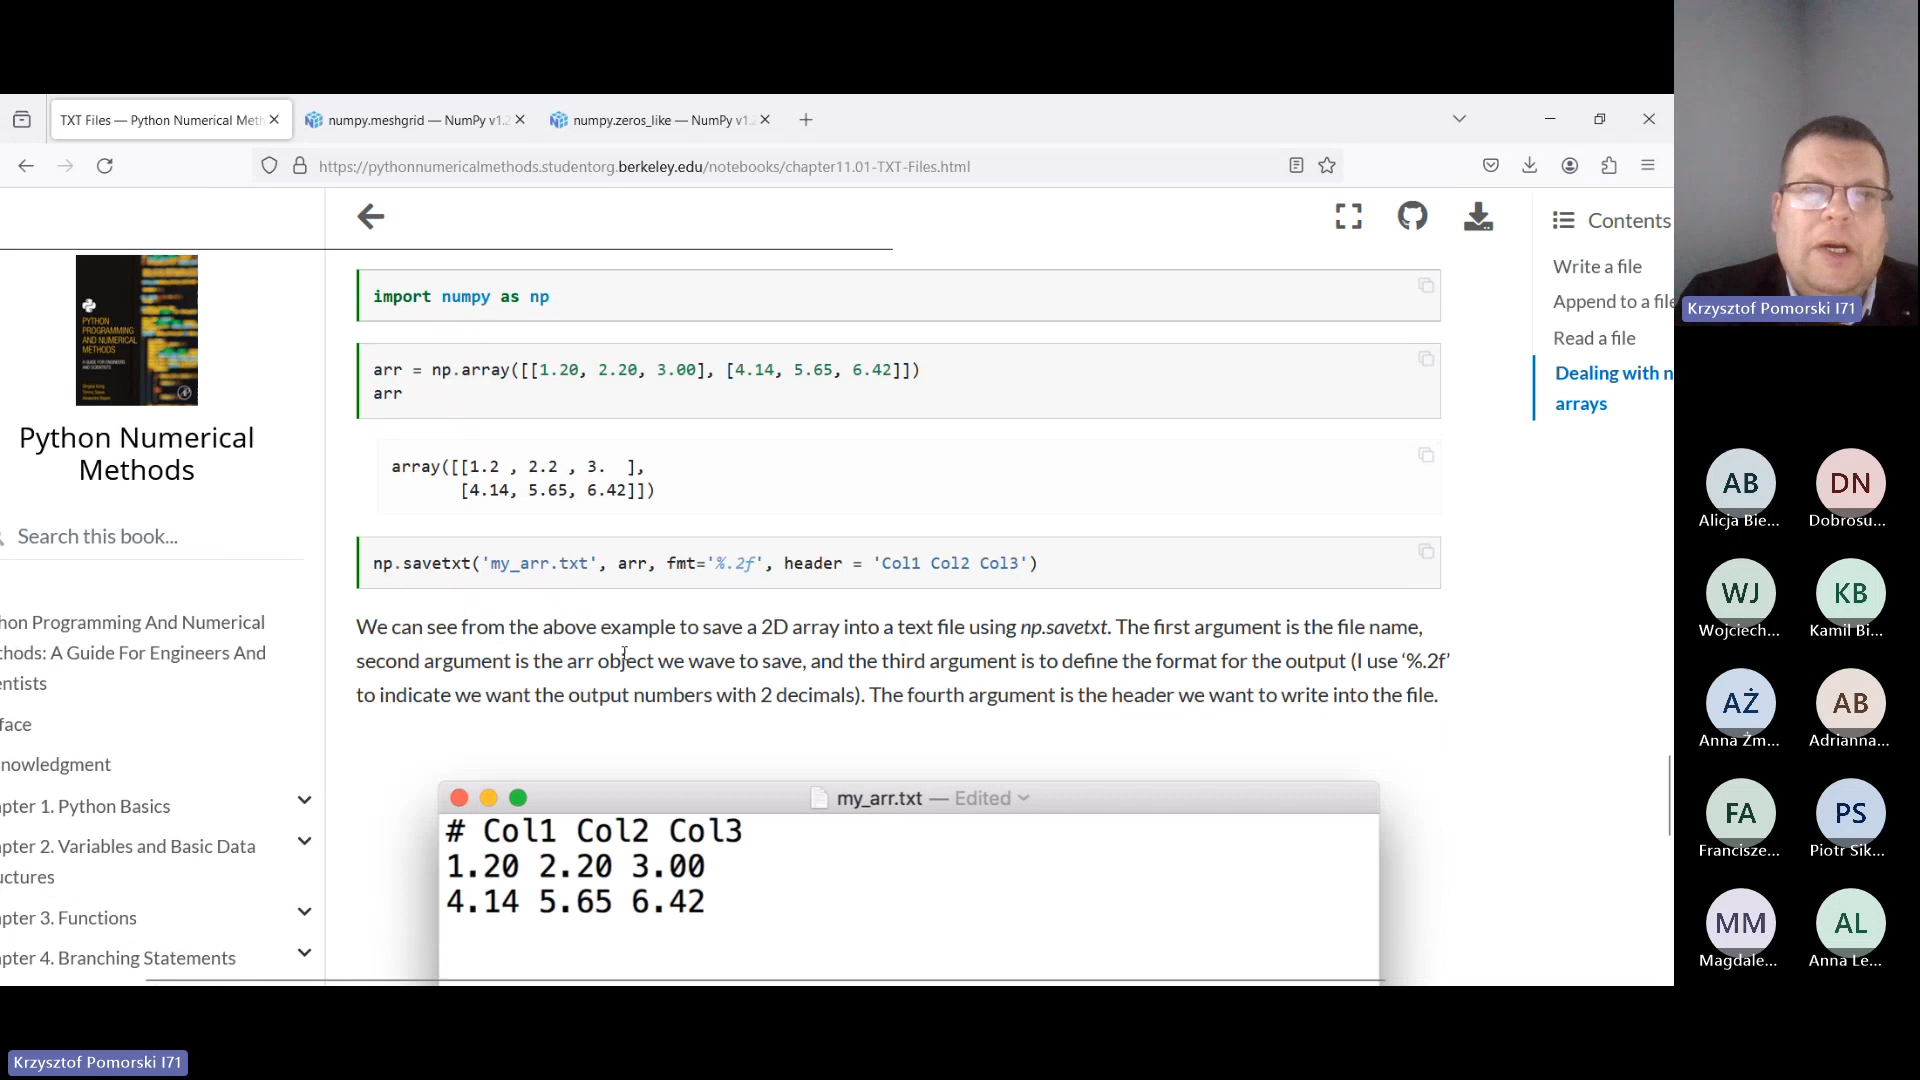 TXT Files — Python Numerical Meth
numpy.meshgrid — NumPy v1.2
numpy.zeros_like — NumPy v1.2
https://pythonnumericalmethods.studentorg.berkeley.edu/notebooks/chapter11.01-TXT-Files.html
Python Numerical
Methods
Search this book...
hon Programming And Numerical
thods: A Guide For Engineers And
entists
face
nowledgment
pter 1. Python Basics
pter 2. Variables and Basic Data
uctures
pter 3. Functions
pter 4. Branching Statements
PYTHON
PROGRAMMING
AND NUMERICAL
METHODS
import numpy as np
arr = np.array([[1.20, 2.20, 3.00], [4.14, 5.65, 6.42]])
arr
array([[1.2 , 2.2 , 3. ],
[4.14, 5.65, 6.42]])
np.savetxt('my_arr.txt', arr, fmt='%.2f', header = 'Col1 Col2 Col3')
We can see from the above example to save a 2D array into a text file using np.savetxt. The first argument is the file name,
second argument is the arr object we wave to save, and the third argument is to define the format for the output (I use ‘%.2f’
to indicate we want the output numbers with 2 decimals). The fourth argument is the header we want to write into the file.
my_arr.txt — Edited
# Col1 Col2 Col3
1.20 2.20 3.00
4.14 5.65 6.42
Contents
Write a file
Append to a file
Read a file
Dealing with n
arrays
Krzysztof Pomorski I71
AB
Alicja Bie...
DN
Dobrosu...
WJ
Wojciech...
KB
Kamil Bi...
AŻ
Anna Żm...
AB
Adrianna...
FA
Francisze...
PS
Piotr Sik...
MM
Magdale...
AL
Anna Le...
Krzysztof Pomorski I71